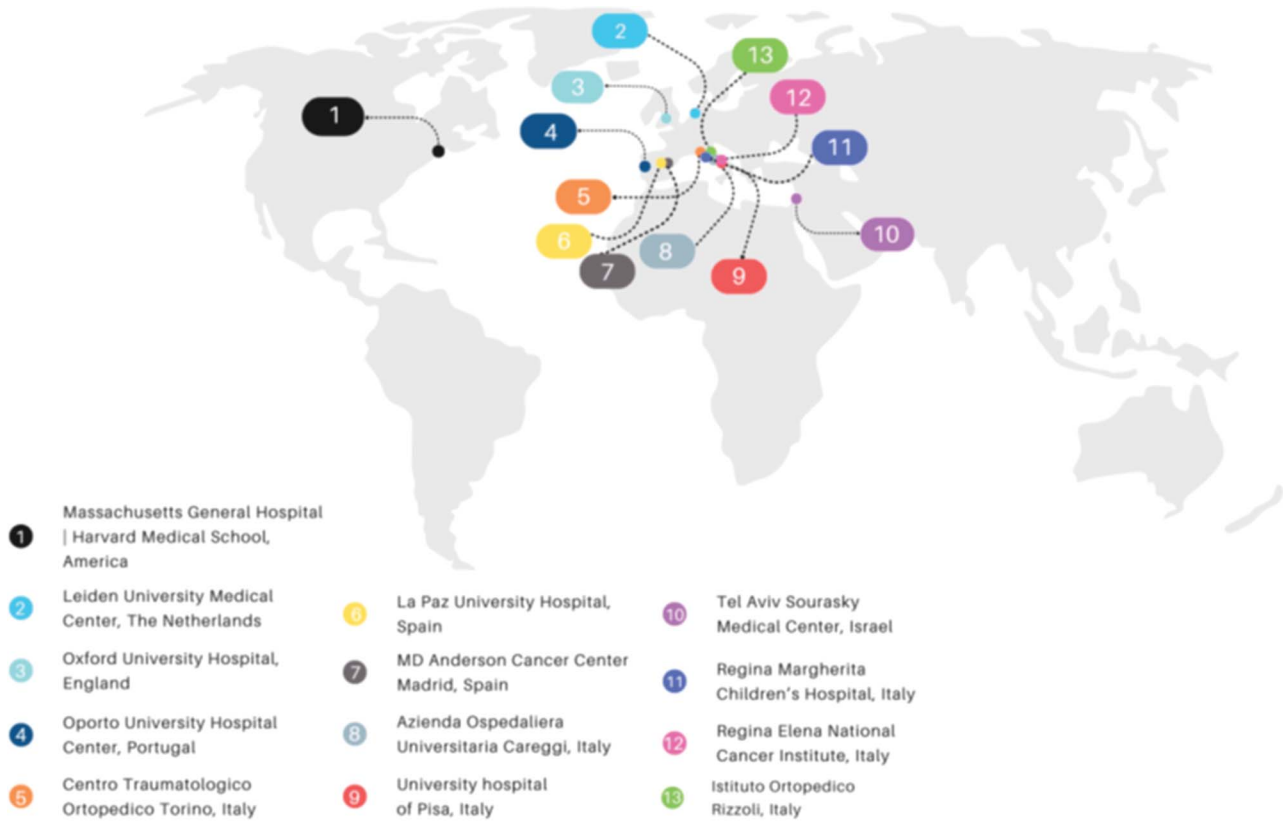 2
13
3
12
1
4
11
5
10
6
8
7
9
1
Massachusetts General Hospital
| Harvard Medical School,
America
2
Leiden University Medical
Center, The Netherlands
3
Oxford University Hospital,
England
4
Oporto University Hospital
Center, Portugal
5
Centro Traumatologico
Ortopedico Torino, Italy
6
La Paz University Hospital,
Spain
7
MD Anderson Cancer Center
Madrid, Spain
8
Azienda Ospedaliera
Universitaria Careggi, Italy
9
University hospital
of Pisa, Italy
10
Tel Aviv Sourasky
Medical Center, Israel
11
Regina Margherita
Children's Hospital, Italy
12
Regina Elena National
Cancer Institute, Italy
13
Istituto Ortopedico
Rizzoli, Italy